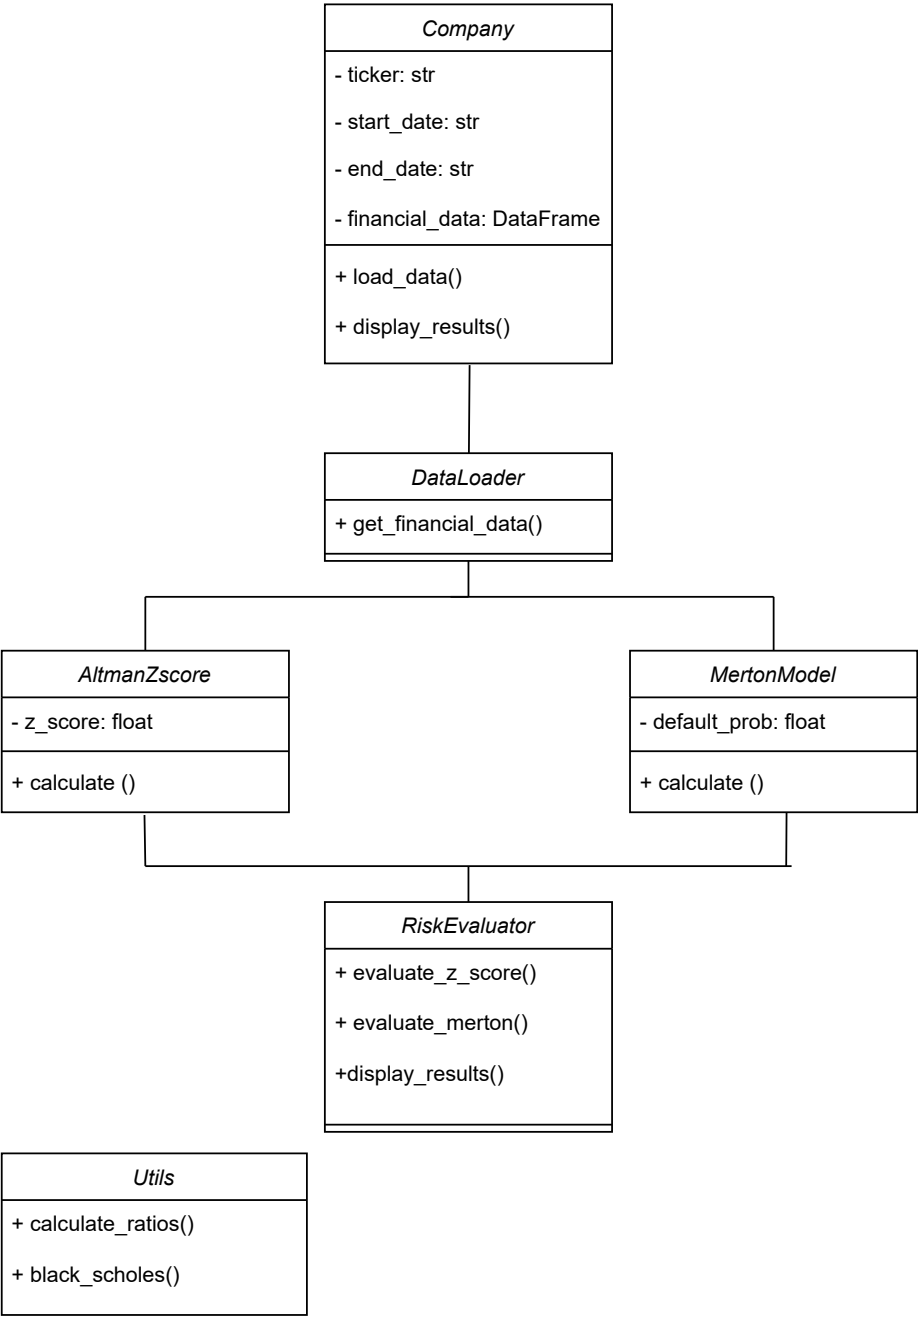 Company
- ticker: str
- start_date: str
- end_date: str
- financial_data: DataFrame
+ load_data()
+ display_results()
DataLoader
+ get_financial_data()
AltmanZscore
- z_score: float
+ calculate ()
MertonModel
- default_prob: float
+ calculate ()
RiskEvaluator
+ evaluate_z_score()
+ evaluate_merton()
+display_results()
Utils
+ calculate_ratios()
+ black_scholes()